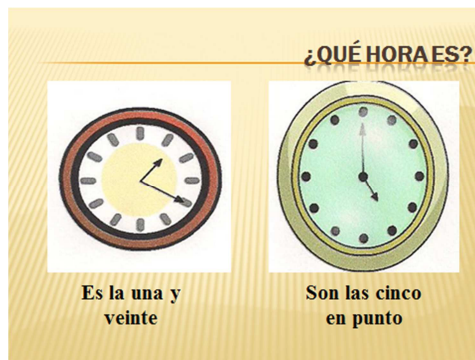 ¿QUÉ HORA ES?
Es la una y
veinte
Son las cinco
en punto